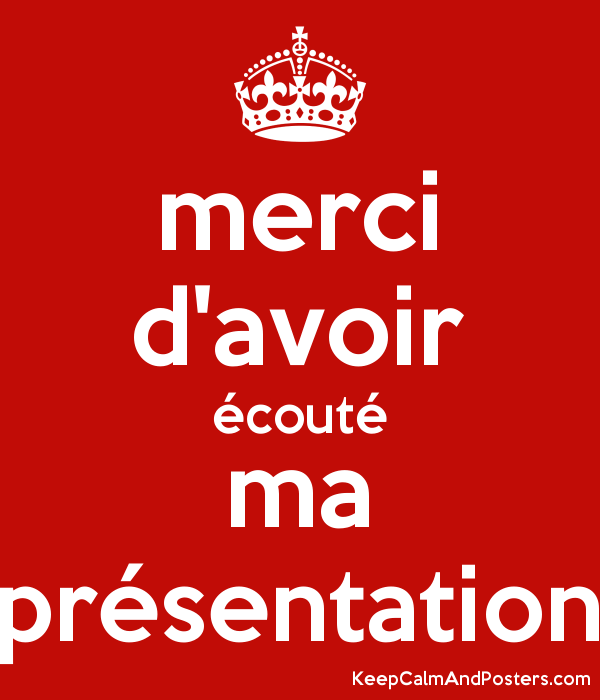 merci
d'avoir
écouté
ma
présentation
KeepCalmAndPosters.com